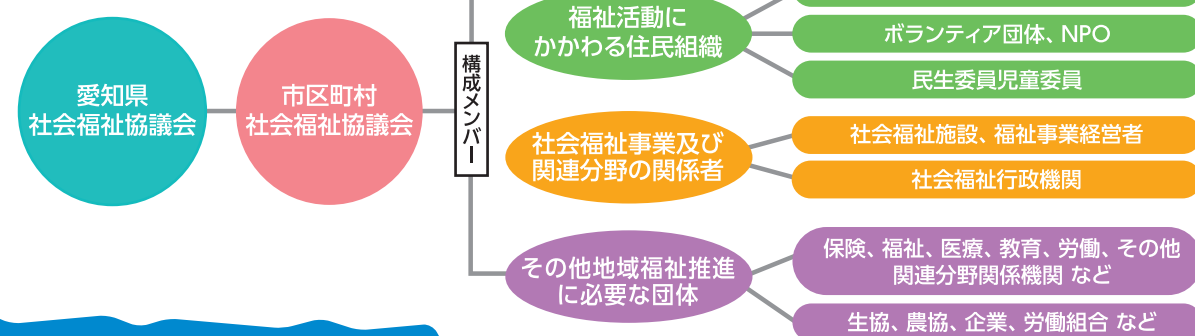 愛知県
社会福祉協議会
市区町村
社会福祉協議会
構成メンバー
福祉活動に
かかわる住民組織
ボランティア団体、NPO
民生委員児童委員
社会福祉事業及び
関連分野の関係者
社会福祉施設、福祉事業経営者
社会福祉行政機関
その他地域福祉推進
に必要な団体
保険、福祉、医療、教育、労働、その他
関連分野関係機関 など
生協、農協、企業、労働組合 など